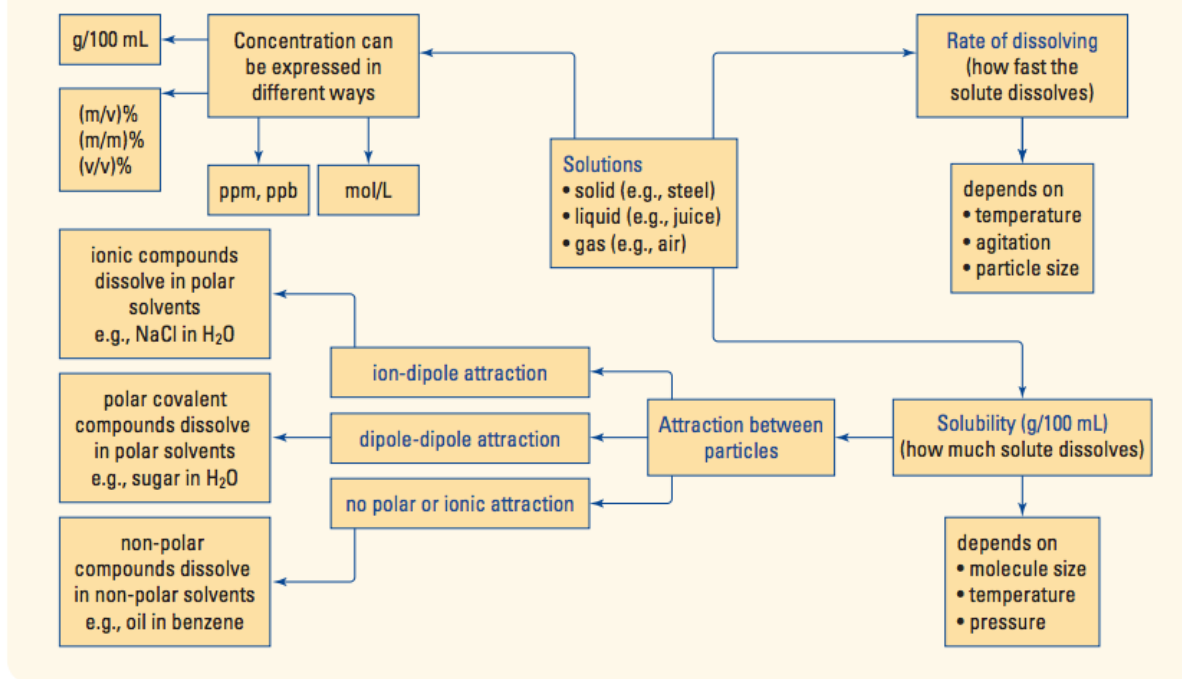 g/100 mL
Concentration can
be expressed in
different ways
(m/v)%
(m/m)%
(v/v)%
ppm, ppb
mol/L
Solutions
• solid (e.g., steel)
• liquid (e.g., juice)
• gas (e.g., air)
Rate of dissolving
(how fast the
solute dissolves)
depends on
• temperature
• agitation
• particle size
ionic compounds
dissolve in polar
solvents
e.g., NaCl in H₂O
ion-dipole attraction
polar covalent
compounds dissolve
in polar solvents
e.g., sugar in H₂O
dipole-dipole attraction
Attraction between
particles
Solubility (g/100 mL)
(how much solute dissolves)
no polar or ionic attraction
non-polar
compounds dissolve
in non-polar solvents
e.g., oil in benzene
depends on
• molecule size
• temperature
• pressure